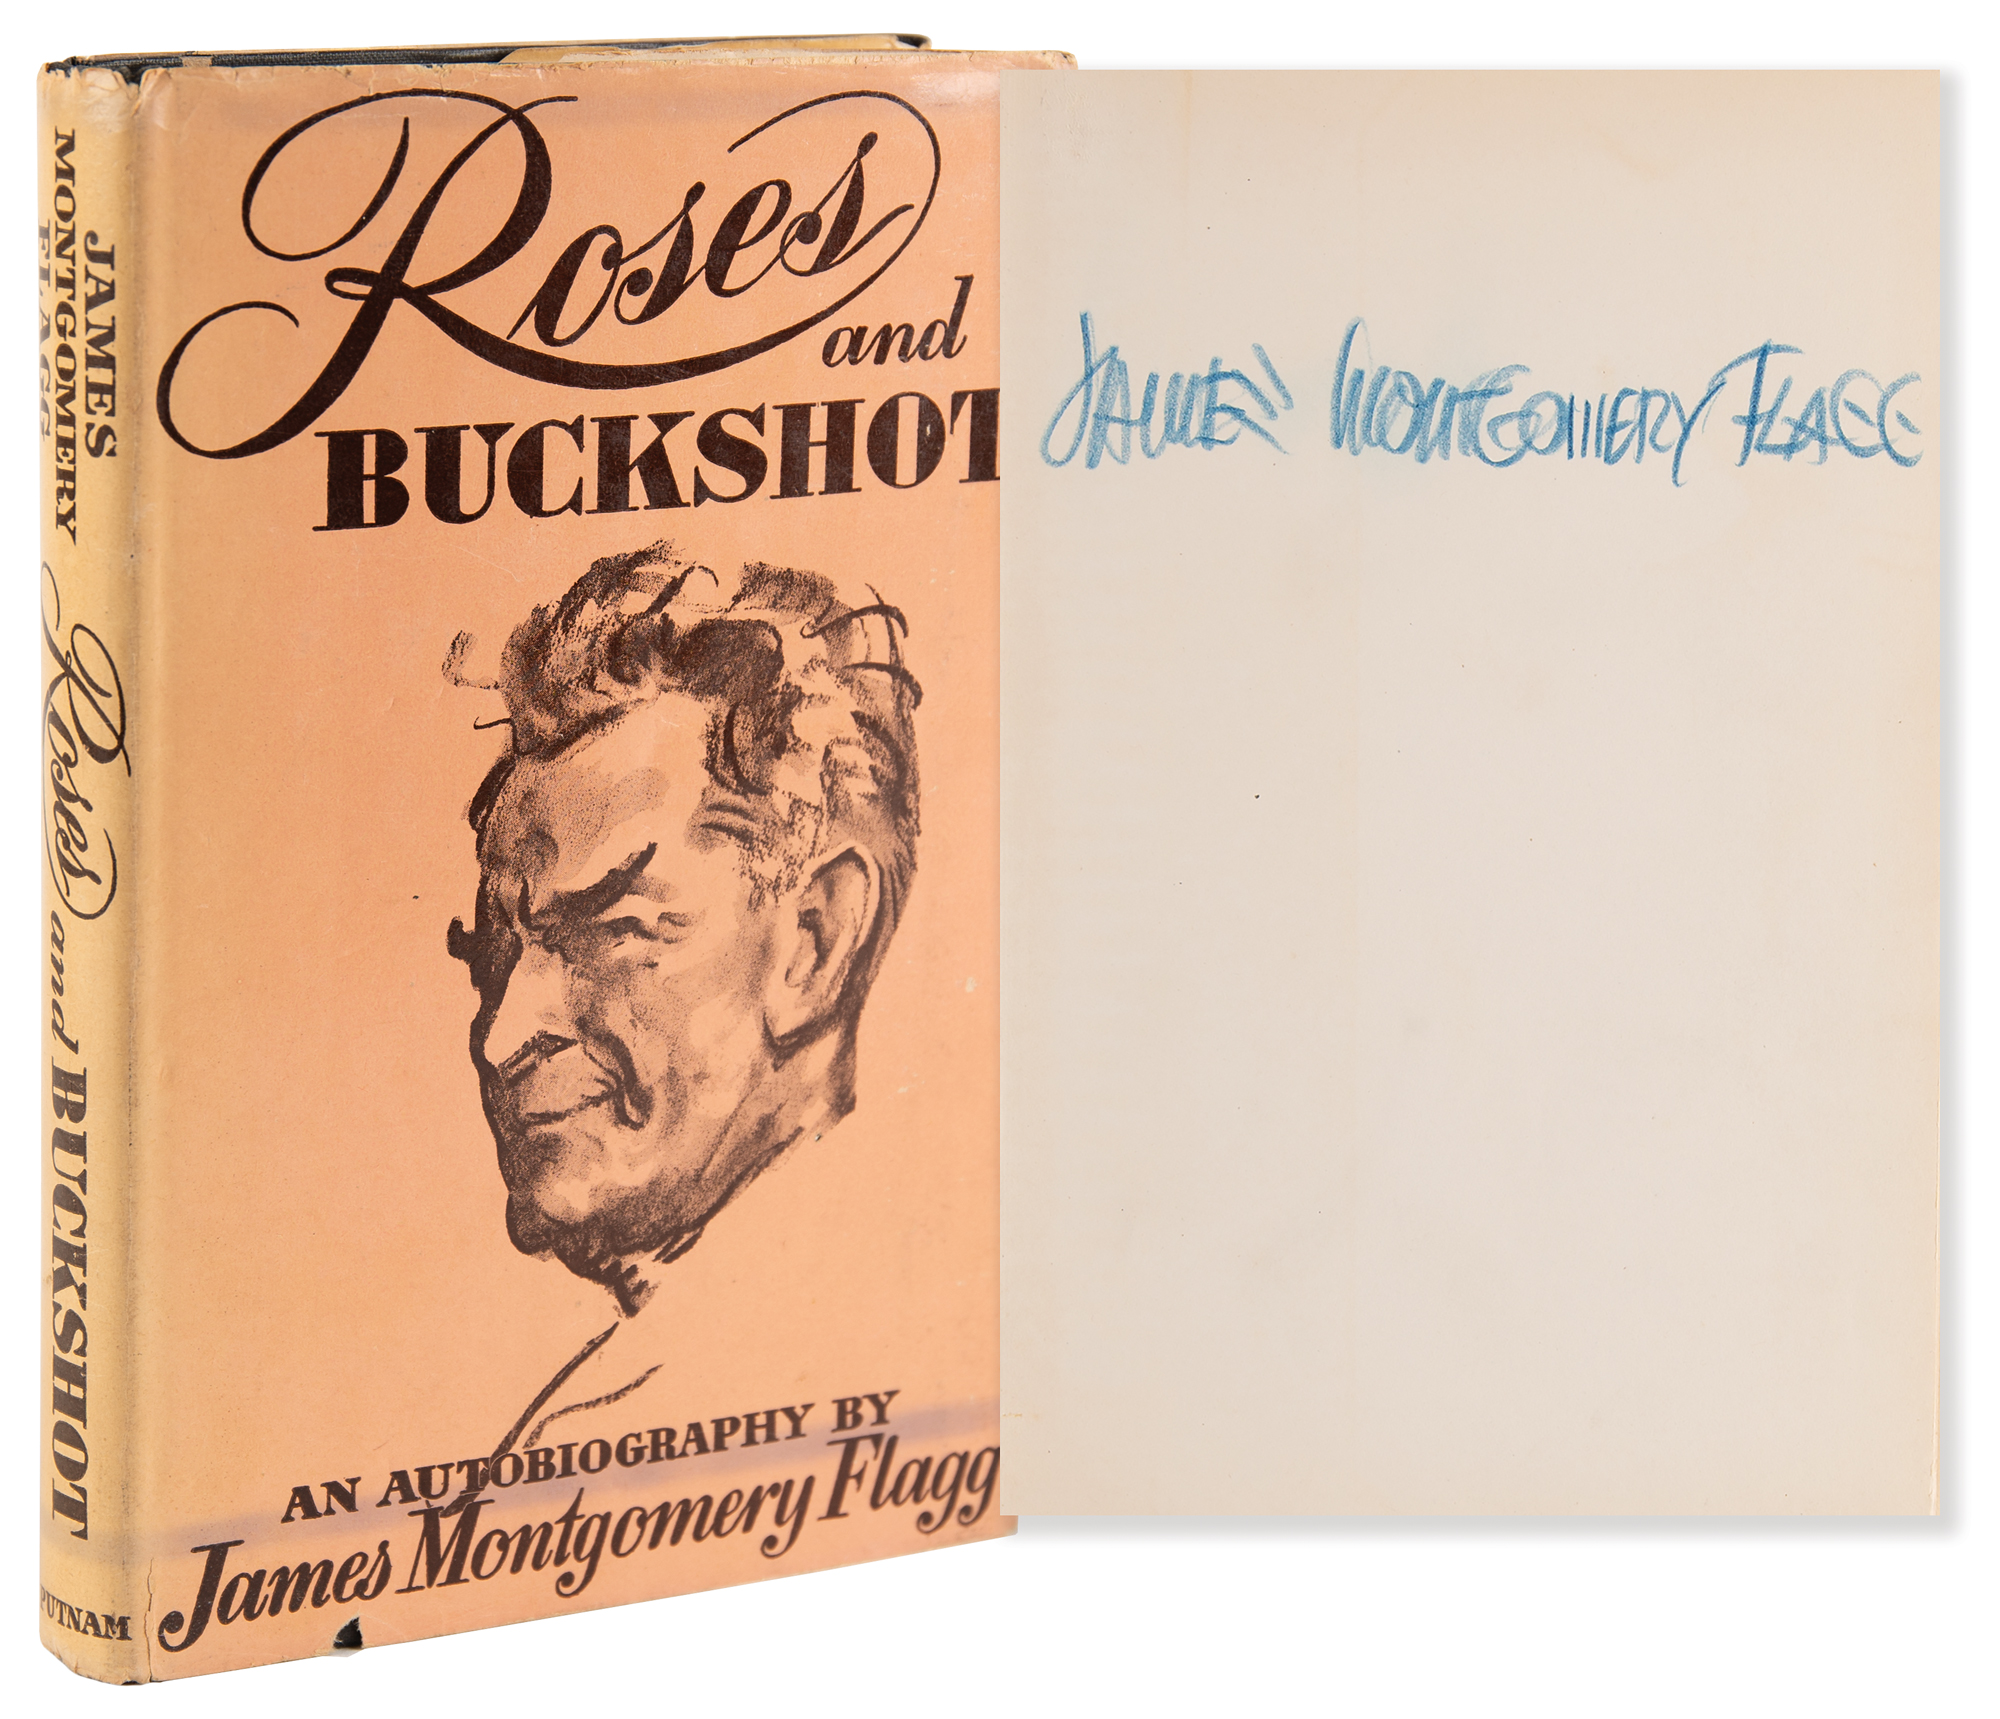 JAMES
MONTGOMERY
FLAGG
Roses and BUCKSHOT
PUTNAM
Roses
and
BUCKSHOT
AN AUTOBIOGRAPHY BY
James Montgomery Flagg
JAMES MONTGOMERY FLAGG